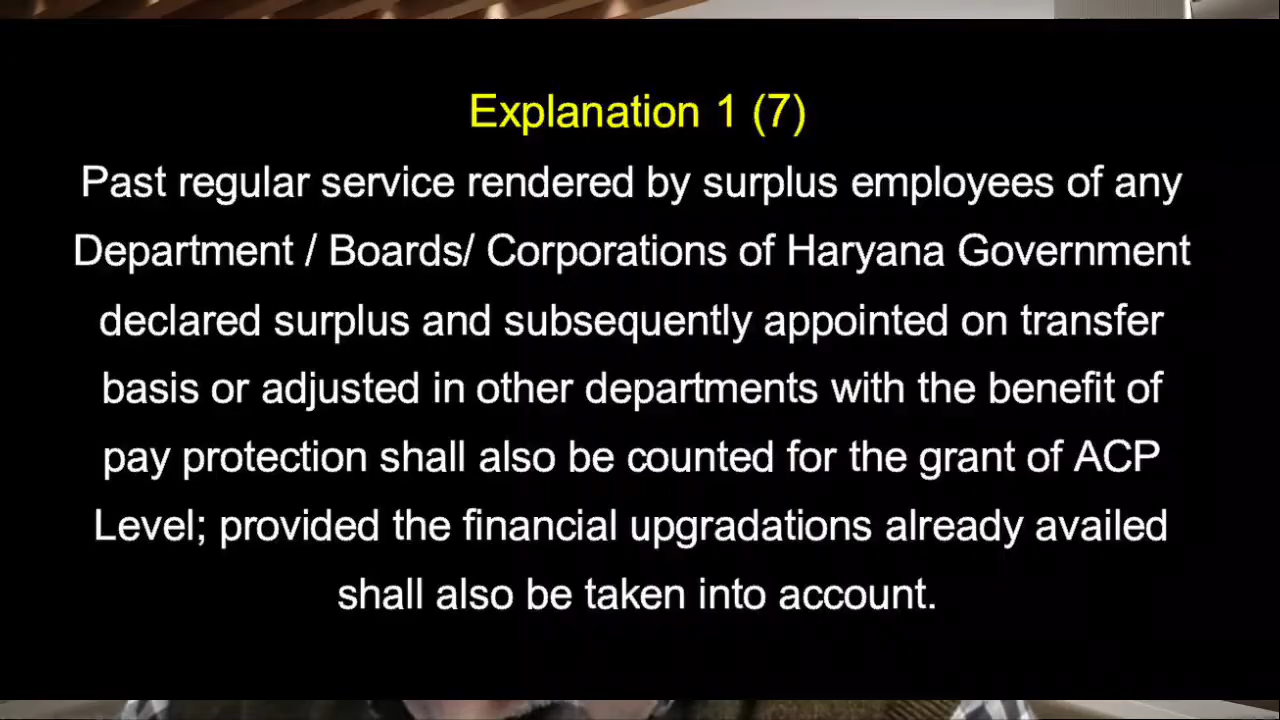 Explanation 1 (7)
Past regular service rendered by surplus employees of any
Department / Boards/ Corporations of Haryana Government
declared surplus and subsequently appointed on transfer
basis or adjusted in other departments with the benefit of
pay protection shall also be counted for the grant of ACP
Level; provided the financial upgradations already availed
shall also be taken into account.